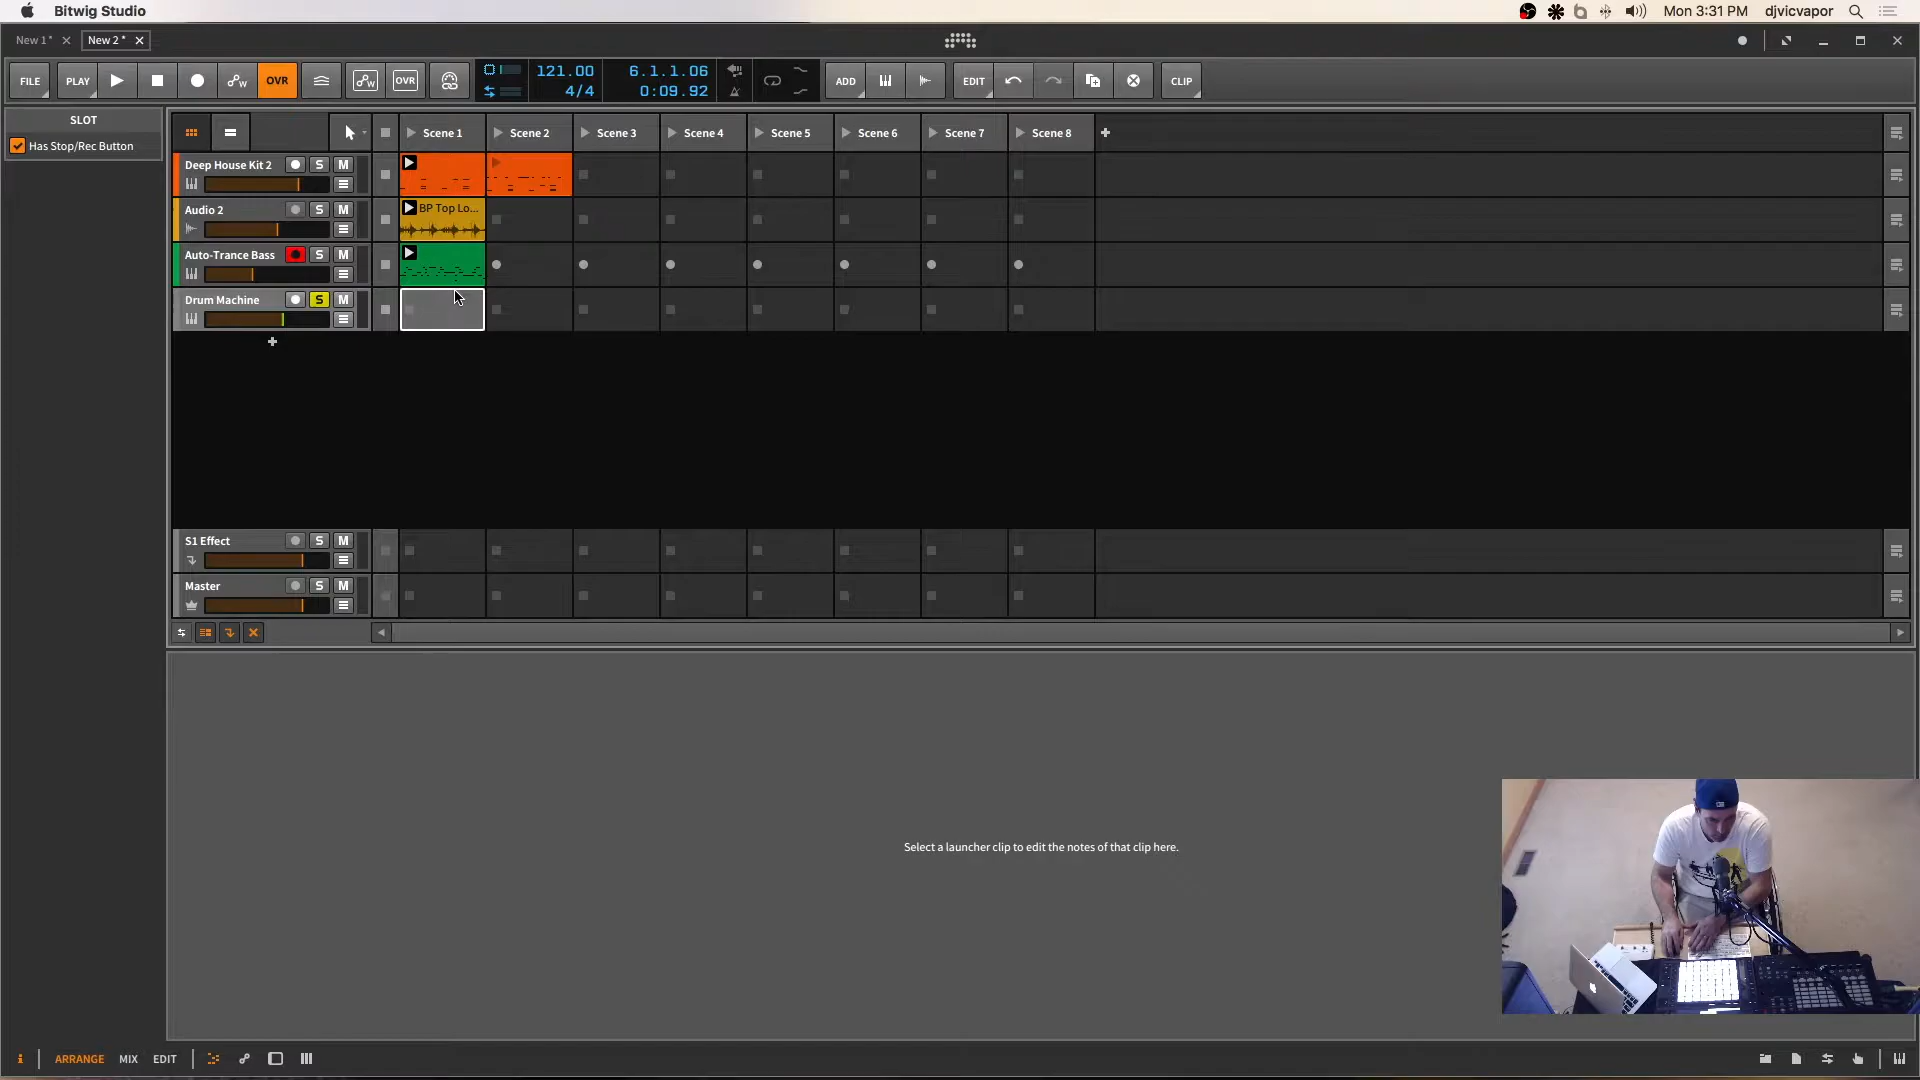 Bitwig Studio
Mon 3:31 PM djvicvapor
New 1* New 2*
FILE PLAY OVR OVR 121.00 6.1.1.06 ADD EDIT CLIP
4/4 0:09.92
SLOT
Has Stop/Rec Button
Scene 1 Scene 2 Scene 3 Scene 4 Scene 5 Scene 6 Scene 7 Scene 8
Deep House Kit 2 S M
Audio 2 S M BP Top Lo...
Auto-Trance Bass S M
Drum Machine S M
S1 Effect S M
Master S M
Select a launcher clip to edit the notes of that clip here.
i ARRANGE MIX EDIT